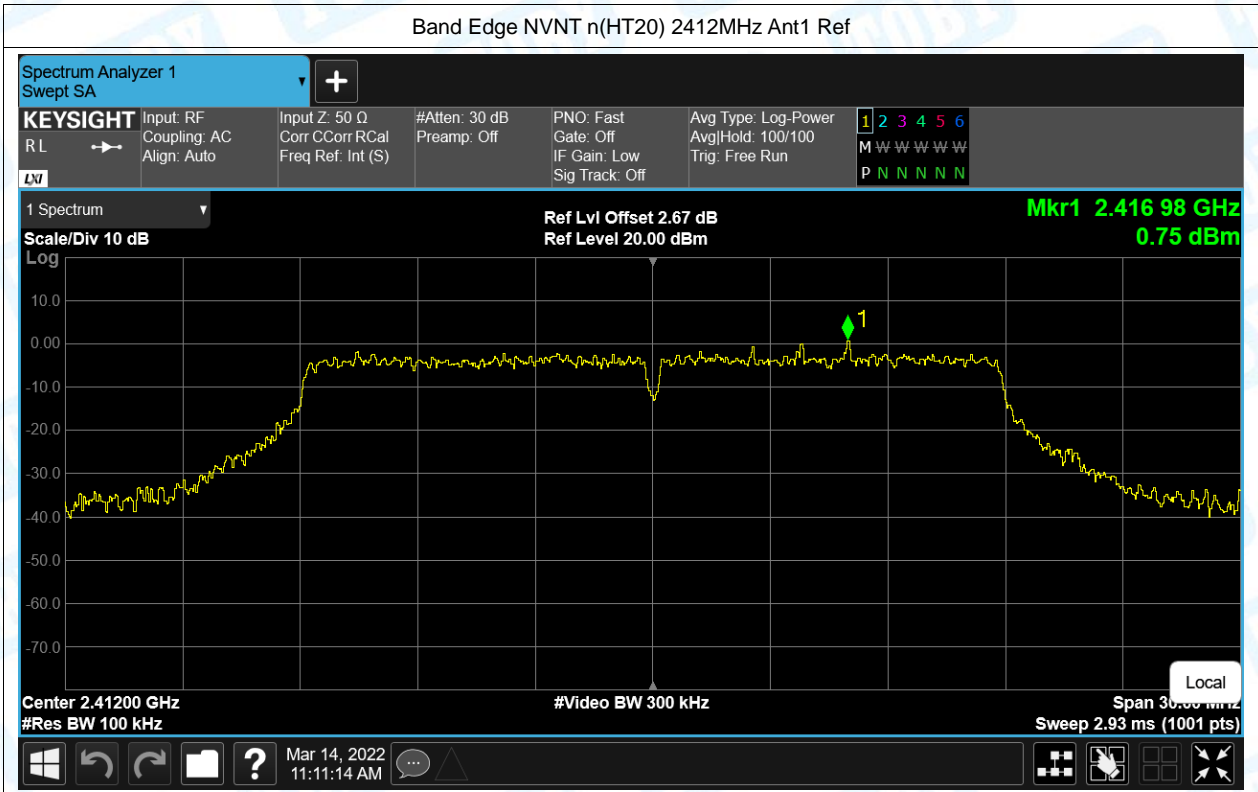 Band Edge NVNT n(HT20) 2412MHz Ant1 Ref
Spectrum Analyzer 1
Swept SA
KEYSIGHT
R L
LXI
Input: RF
Coupling: AC
Align: Auto
Input Z: 50 Ω
Corr CCorr RCal
Freq Ref: Int (S)
#Atten: 30 dB
Preamp: Off
PNO: Fast
Gate: Off
IF Gain: Low
Sig Track: Off
Avg Type: Log-Power
Avg|Hold: 100/100
Trig: Free Run
1 2 3 4 5 6
M W W W W W
P N N N N N
1 Spectrum
Scale/Div 10 dB
Ref Lvl Offset 2.67 dB
Ref Level 20.00 dBm
Mkr1 2.416 98 GHz
0.75 dBm
Log
10.0
0.00
-10.0
-20.0
-30.0
-40.0
-50.0
-60.0
-70.0
1
Center 2.41200 GHz
#Res BW 100 kHz
#Video BW 300 kHz
Local
Span 30.00 MHz
Sweep 2.93 ms (1001 pts)
?
Mar 14, 2022
11:11:14 AM